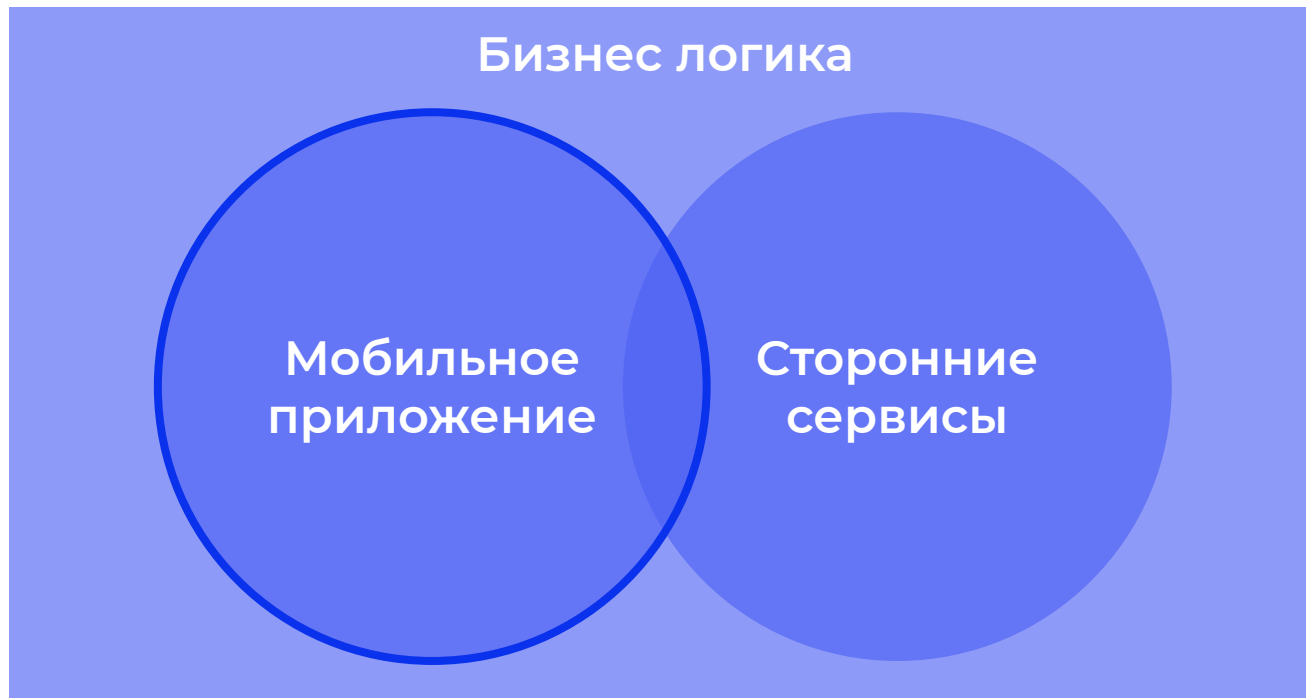 Бизнес логика
Мобильное
приложение
Сторонние
сервисы